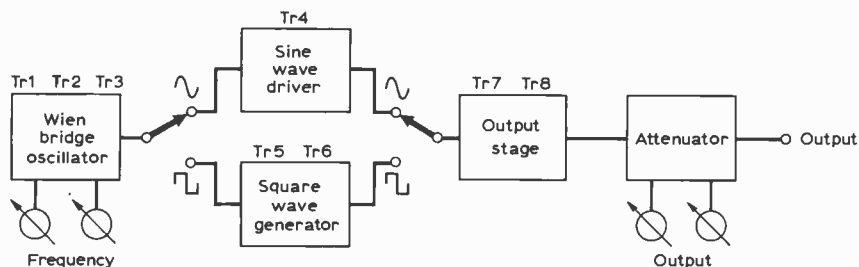 Tr1 Tr2 Tr3
Wien
bridge
oscillator
Frequency
Tr4
Sine
wave
driver
Tr5 Tr6
Square
wave
generator
Tr7 Tr8
Output
stage
Attenuator
Output
Output